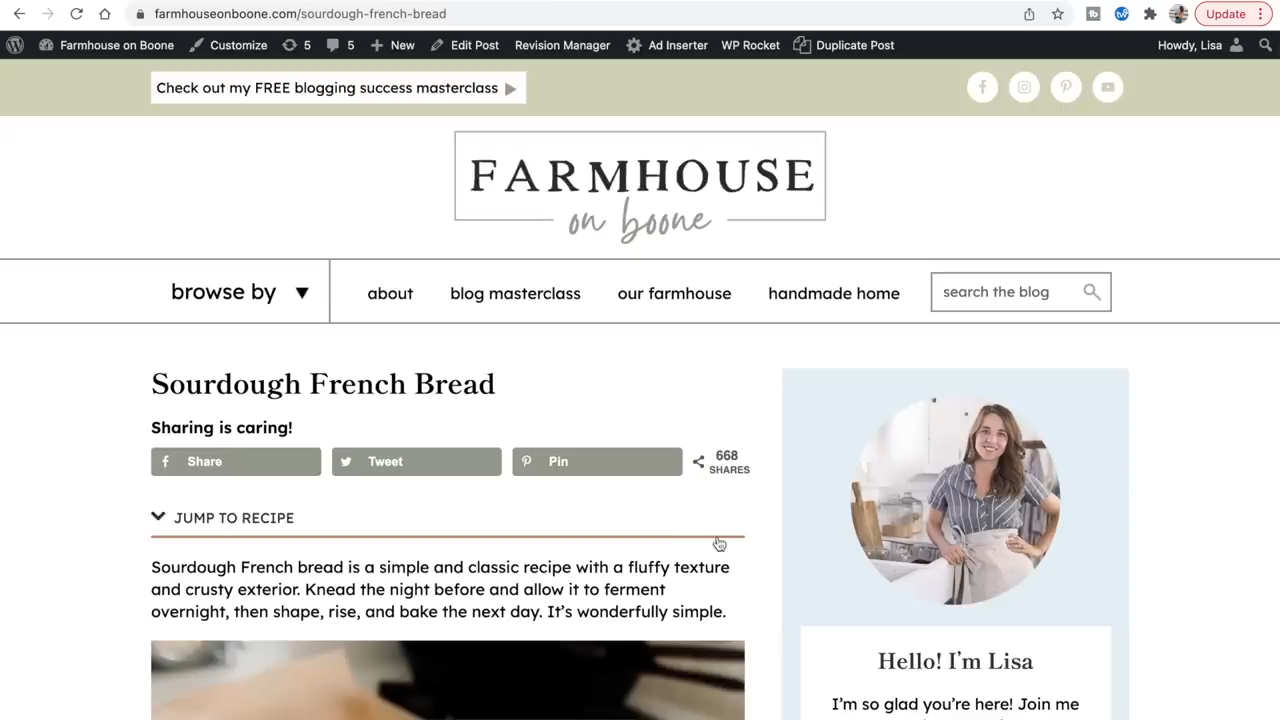 farmhouseonboone.com/sourdough-french-bread
Update
Farmhouse on Boone Customize 5 5 New Edit Post Revision Manager Ad Inserter WP Rocket Duplicate Post Howdy, Lisa
Check out my FREE blogging success masterclass
FARMHOUSE
on boone
browse by about blog masterclass our farmhouse handmade home search the blog
Sourdough French Bread
Sharing is caring!
Share Tweet Pin 668 SHARES
JUMP TO RECIPE
Sourdough French bread is a simple and classic recipe with a fluffy texture
and crusty exterior. Knead the night before and allow it to ferment
overnight, then shape, rise, and bake the next day. It's wonderfully simple.
Hello! I'm Lisa
I'm so glad you're here! Join me